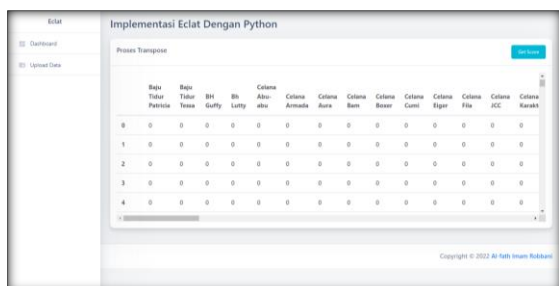 Eclat
Implementasi Eclat Dengan Python
Dashboard
Upload Data
Proses Transpose
Get Score
Baju Tidur Patricia Baju Tidur Tessa BH Guffy Bh Lutty Celana Abu-abu Celana Armada Celana Aura Celana Bam Celana Boxer Celana Cumi Celana Eiger Celana Fila Celana JCC Celana Karakt
0 0 0 0 0 0 0 0 0 0 0 0 0 0 0
1 0 0 0 0 0 0 0 0 0 0 0 0 0 0
2 0 0 0 0 0 0 0 0 0 0 0 0 0 0
3 0 0 0 0 0 0 0 0 0 0 0 0 0 0
4 0 0 0 0 0 0 0 0 0 0 0 0 0 0
Copyright © 2022 Al-fath Imam Robbani